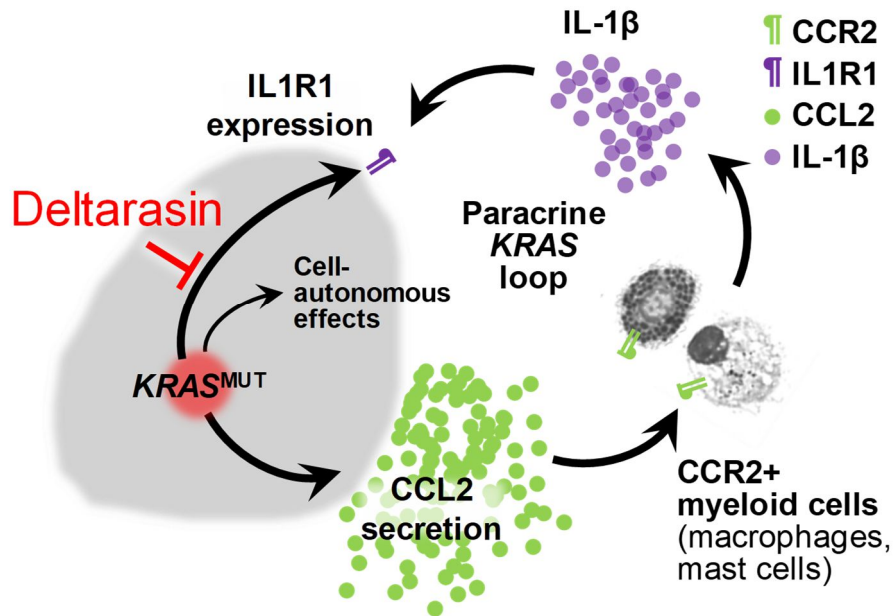 IL-1β
CCR2
IL1R1
CCL2
IL-1β
IL1R1
expression
Deltarasin
Paracrine
KRAS
loop
Cell-
autonomous
effects
KRASMUT
CCL2
secretion
CCR2+
myeloid cells
(macrophages,
mast cells)